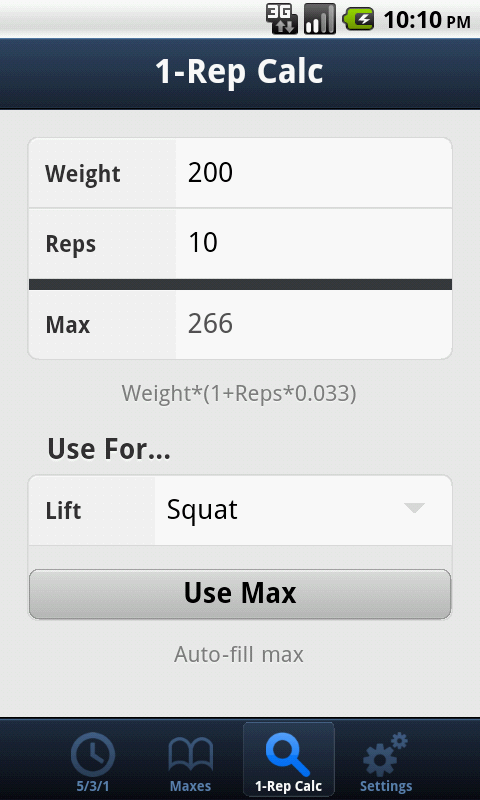 3G 10:10 PM
1-Rep Calc
Weight 200
Reps 10
Max 266
Weight*(1+Reps*0.033)
Use For...
Lift Squat
Use Max
Auto-fill max
5/3/1 Maxes 1-Rep Calc Settings